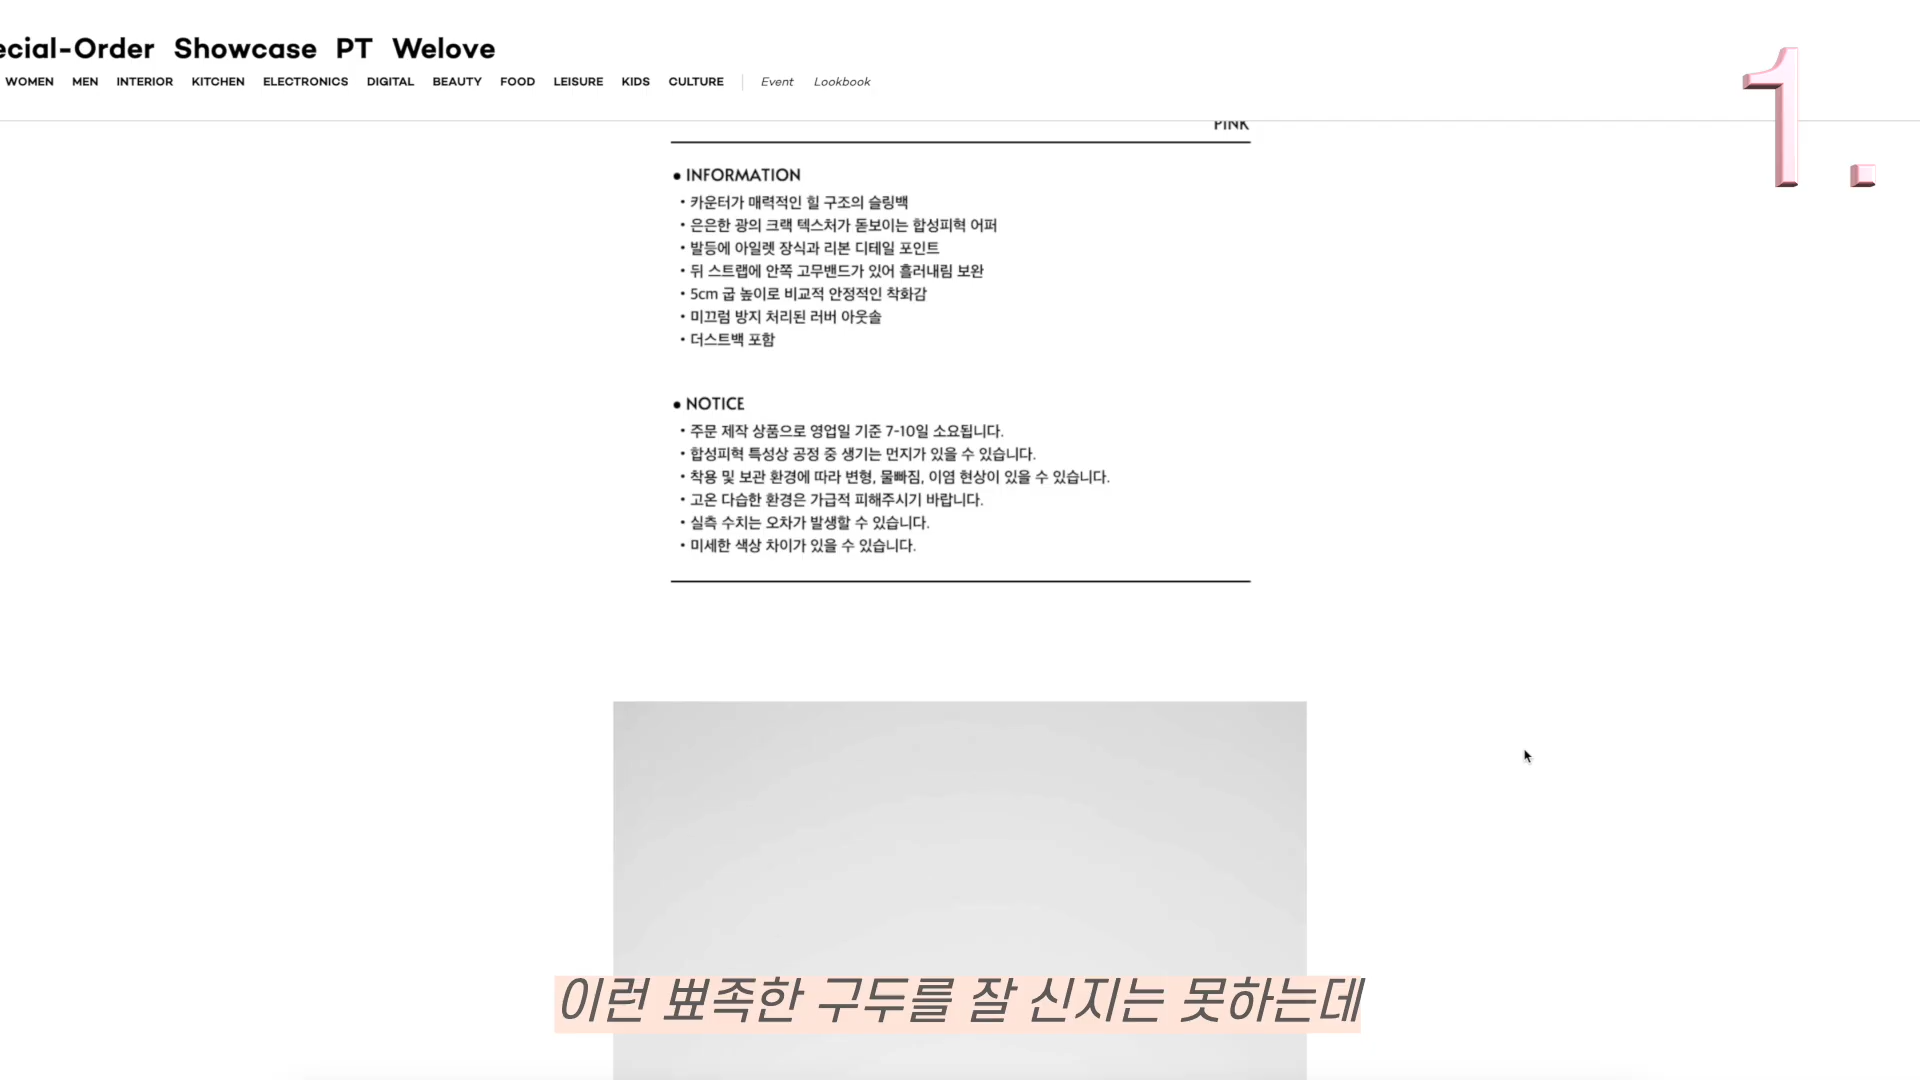 ecial-Order Showcase PT Welove
WOMEN MEN INTERIOR KITCHEN ELECTRONICS DIGITAL BEAUTY FOOD LEISURE KIDS CULTURE Event Lookbook
1.
PINK
• INFORMATION
• 카운터가 매력적인 힐 구조의 슬링백
• 은은한 광의 크랙 텍스처가 돋보이는 합성피혁 어퍼
• 발등에 아일렛 장식과 리본 디테일 포인트
• 뒤 스트랩에 안쪽 고무밴드가 있어 흘러내림 보완
• 5cm 굽 높이로 비교적 안정적인 착화감
• 미끄럼 방지 처리된 러버 아웃솔
• 더스트백 포함
• NOTICE
• 주문 제작 상품으로 영업일 기준 7-10일 소요됩니다.
• 합성피혁 특성상 공정 중 생기는 먼지가 있을 수 있습니다.
• 착용 및 보관 환경에 따라 변형, 물빠짐, 이염 현상이 있을 수 있습니다.
• 고온 다습한 환경은 가급적 피해주시기 바랍니다.
• 실측 수치는 오차가 발생할 수 있습니다.
• 미세한 색상 차이가 있을 수 있습니다.
이런 뾰족한 구두를 잘 신지는 못하는데